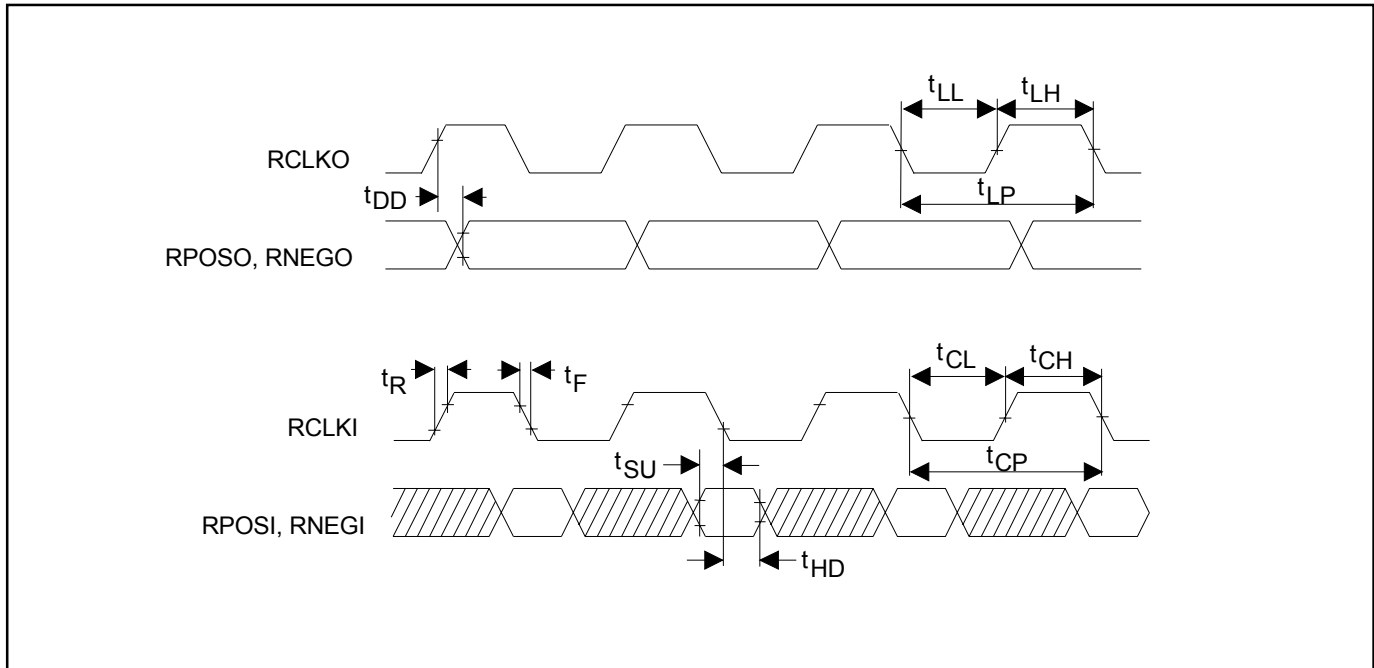 tLL tLH
RCLKO
tDD
tLP
RPOSO, RNEGO
tCL tCH
tR tF
RCLKI
tSU
tCP
RPOSI, RNEGI
tHD